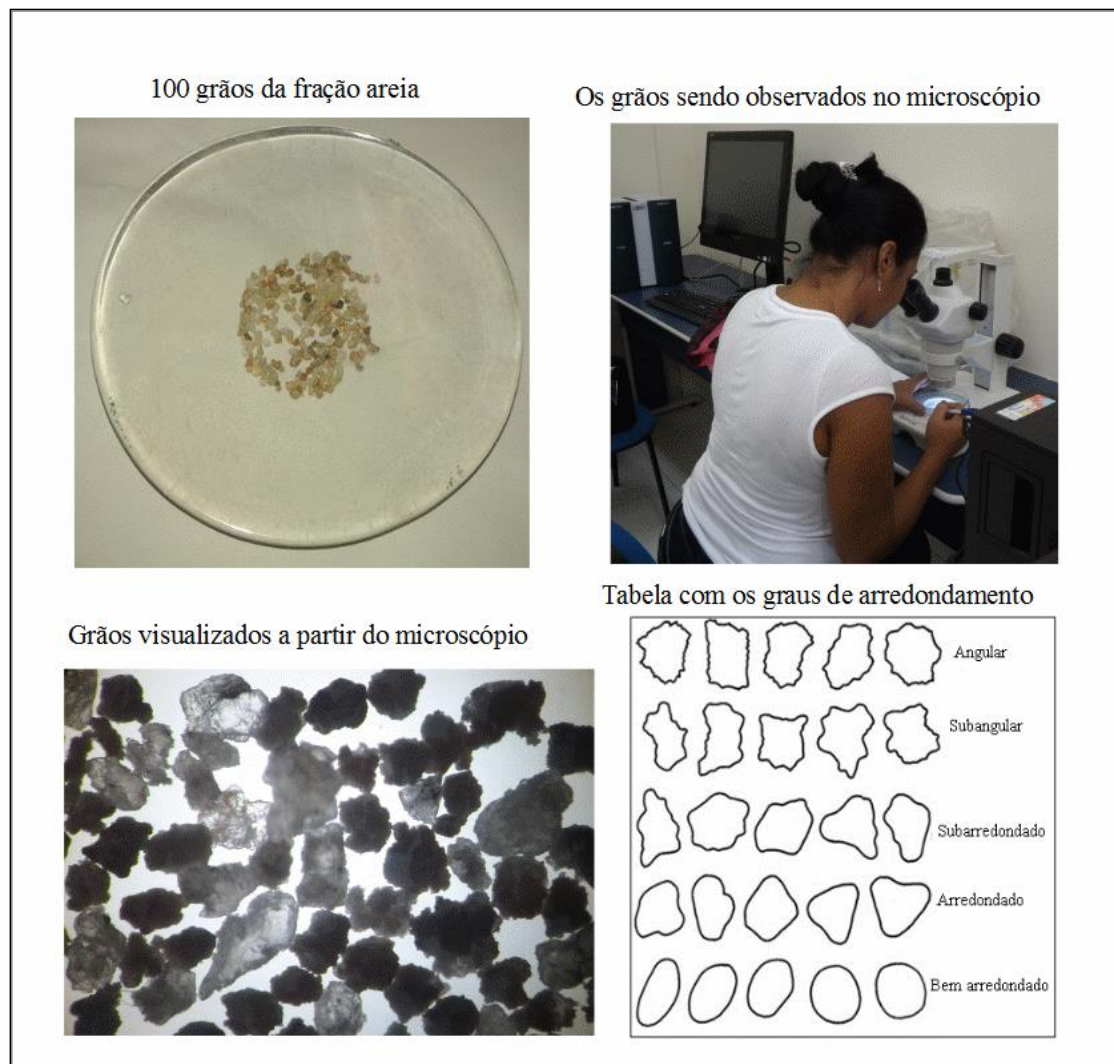 100 grãos da fração areia
Os grãos sendo observados no microscópio
Grãos visualizados a partir do microscópio
Tabela com os graus de arredondamento
Angular
Subangular
Subarredondado
Arredondado
Bem arredondado